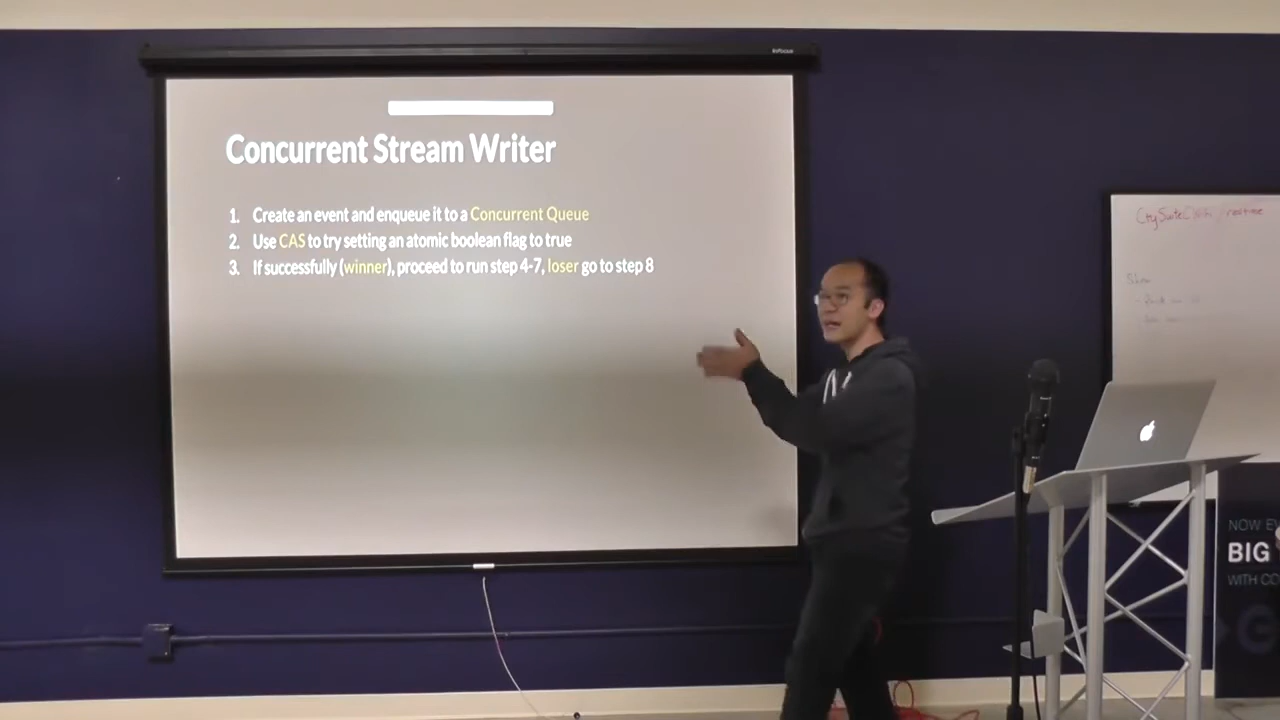 Concurrent Stream Writer
1. Create an event and enqueue it to a Concurrent Queue
2. Use CAS to try setting an atomic boolean flag to true
3. If successfully (winner), proceed to run step 4-7, loser go to step 8
NOW E
BIG
WITH CO